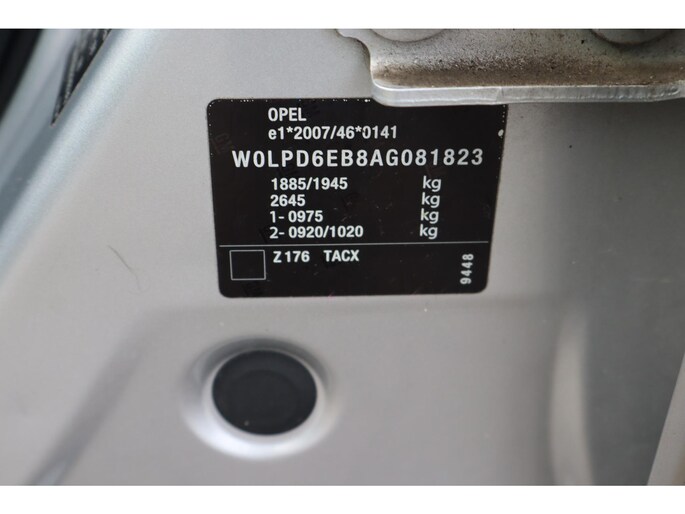 OPEL
e1*2007/46*0141
W0LPD6EB8AG081823
1885/1945 kg
2645 kg
1-0975 kg
2-0920/1020 kg
Z176 TACX
9448